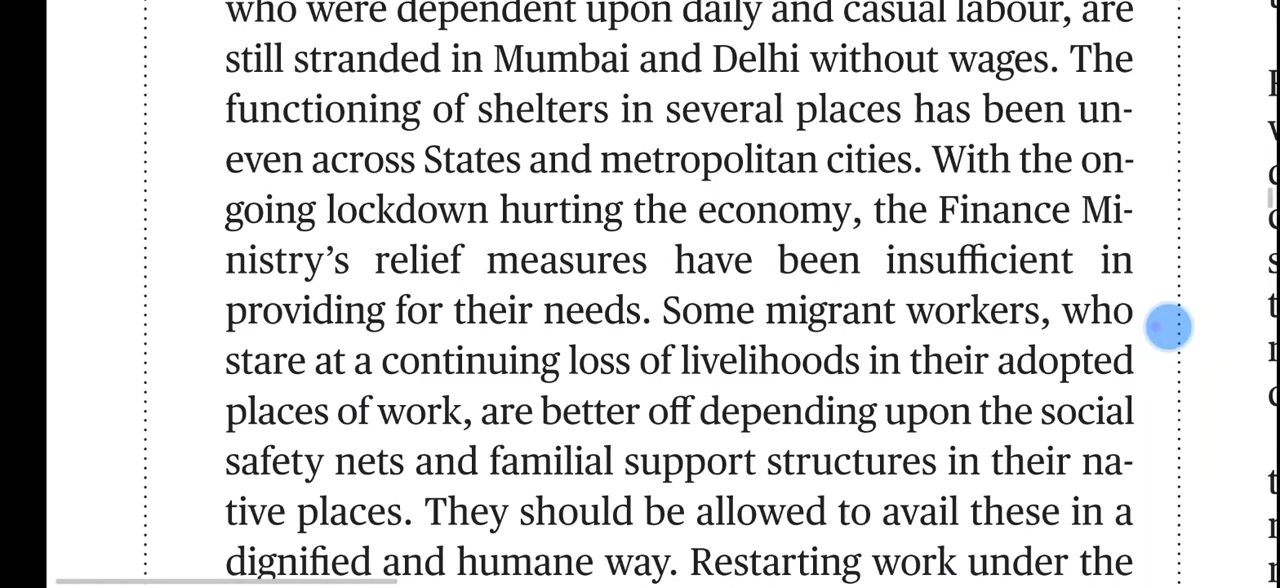 who were dependent upon daily and casual labour, are
still stranded in Mumbai and Delhi without wages. The
functioning of shelters in several places has been un-
even across States and metropolitan cities. With the on-
going lockdown hurting the economy, the Finance Mi-
nistry’s relief measures have been insufficient in
providing for their needs. Some migrant workers, who
stare at a continuing loss of livelihoods in their adopted
places of work, are better off depending upon the social
safety nets and familial support structures in their na-
tive places. They should be allowed to avail these in a
dignified and humane way. Restarting work under the